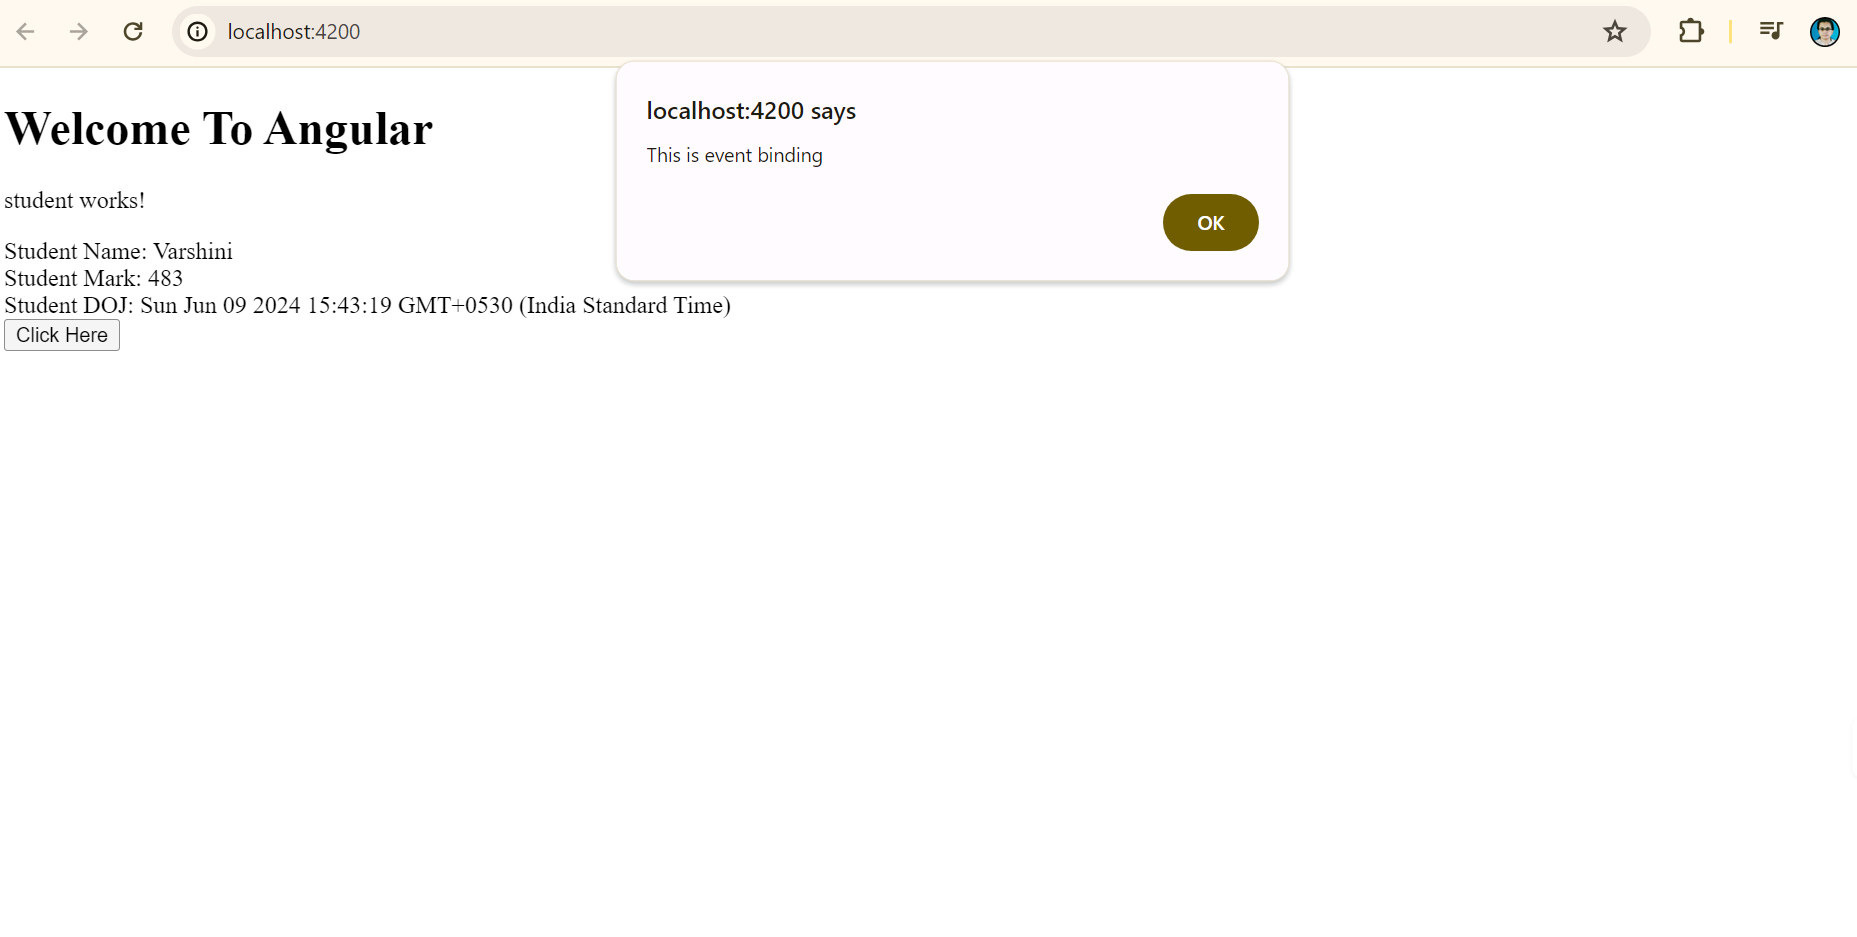 localhost:4200
localhost:4200 says
This is event binding
OK
Welcome To Angular
student works!
Student Name: Varshini
Student Mark: 483
Student DOJ: Sun Jun 09 2024 15:43:19 GMT+0530 (India Standard Time)
Click Here